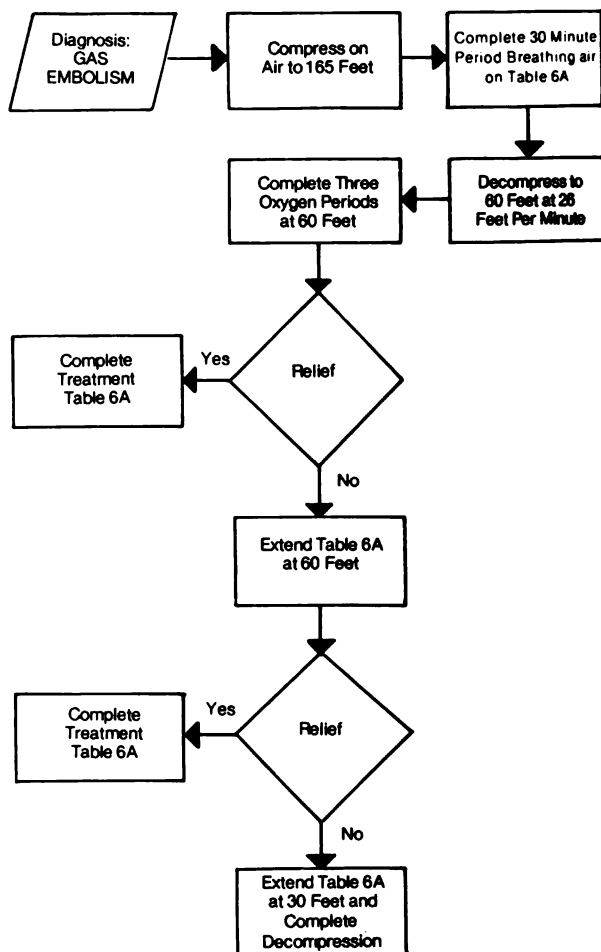 Diagnosis:
GAS
EMBOLISM
Compress on
Air to 165 Feet
Complete 30 Minute
Period Breathing air
on Table 6A
Decompress to
60 Feet at 26
Feet Per Minute
Complete Three
Oxygen Periods
at 60 Feet
Relief
Yes
Complete
Treatment
Table 6A
No
Extend Table 6A
at 60 Feet
Relief
Yes
Complete
Treatment
Table 6A
No
Extend Table 6A
at 30 Feet and
Complete
Decompression